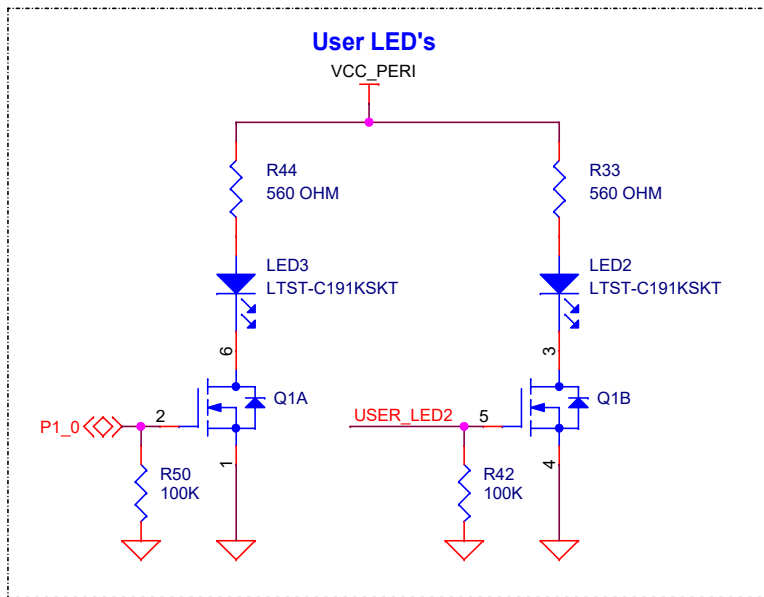 User LED's
VCC_PERI
R44
560 OHM
R33
560 OHM
LED3
LTST-C191KSKT
LED2
LTST-C191KSKT
6
3
Q1A
Q1B
P1_0
2
USER_LED2
5
1
4
R50
100K
R42
100K